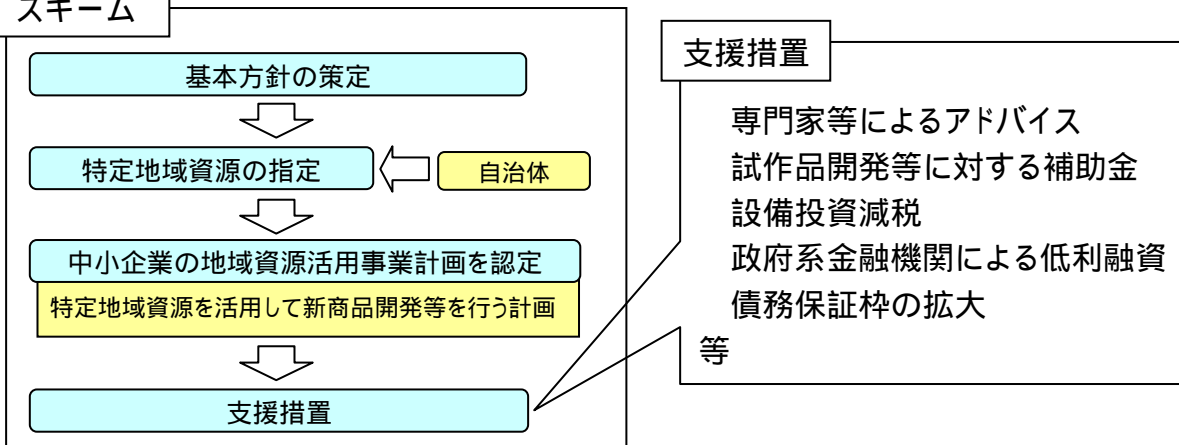 スキーム
基本方針の策定
特定地域資源の指定
自治体
中小企業の地域資源活用事業計画を認定
特定地域資源を活用して新商品開発等を行う計画
支援措置
支援措置
専門家等によるアドバイス
試作品開発等に対する補助金
設備投資減税
政府系金融機関による低利融資
債務保証枠の拡大
等